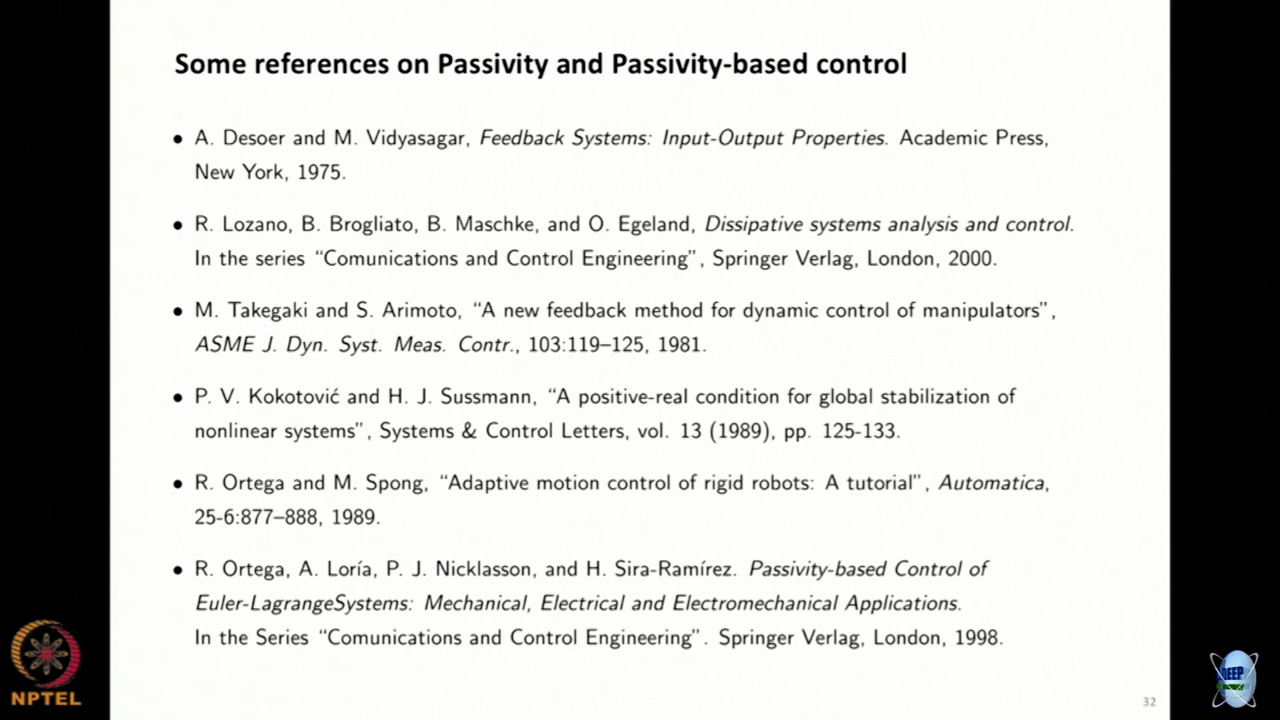 Some references on Passivity and Passivity-based control
• A. Desoer and M. Vidyasagar, Feedback Systems: Input-Output Properties. Academic Press,
New York, 1975.
• R. Lozano, B. Brogliato, B. Maschke, and O. Egeland, Dissipative systems analysis and control.
In the series “Comunications and Control Engineering”, Springer Verlag, London, 2000.
• M. Takegaki and S. Arimoto, “A new feedback method for dynamic control of manipulators”,
ASME J. Dyn. Syst. Meas. Contr., 103:119–125, 1981.
• P. V. Kokotović and H. J. Sussmann, “A positive-real condition for global stabilization of
nonlinear systems”, Systems & Control Letters, vol. 13 (1989), pp. 125-133.
• R. Ortega and M. Spong, “Adaptive motion control of rigid robots: A tutorial”, Automatica,
25-6:877–888, 1989.
• R. Ortega, A. Loría, P. J. Nicklasson, and H. Sira-Ramírez. Passivity-based Control of
Euler-LagrangeSystems: Mechanical, Electrical and Electromechanical Applications.
In the Series “Comunications and Control Engineering”. Springer Verlag, London, 1998.
NPTEL
32
DEEP